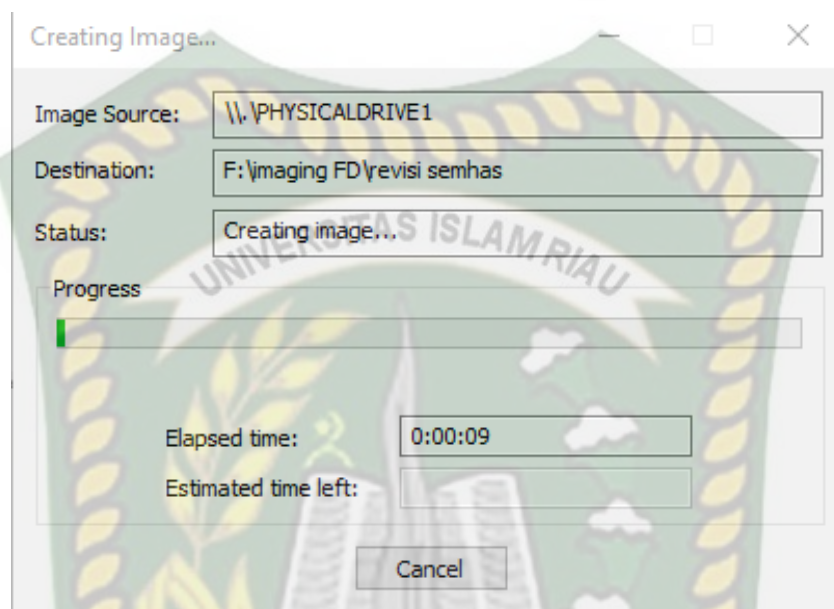 Creating Image...
Image Source: \\.\PHYSICALDRIVE1
Destination: F:\imaging FD\revisi semhas
Status: Creating image...
UNIVERSITAS ISLAM RIAU
Progress
Elapsed time: 0:00:09
Estimated time left:
Cancel